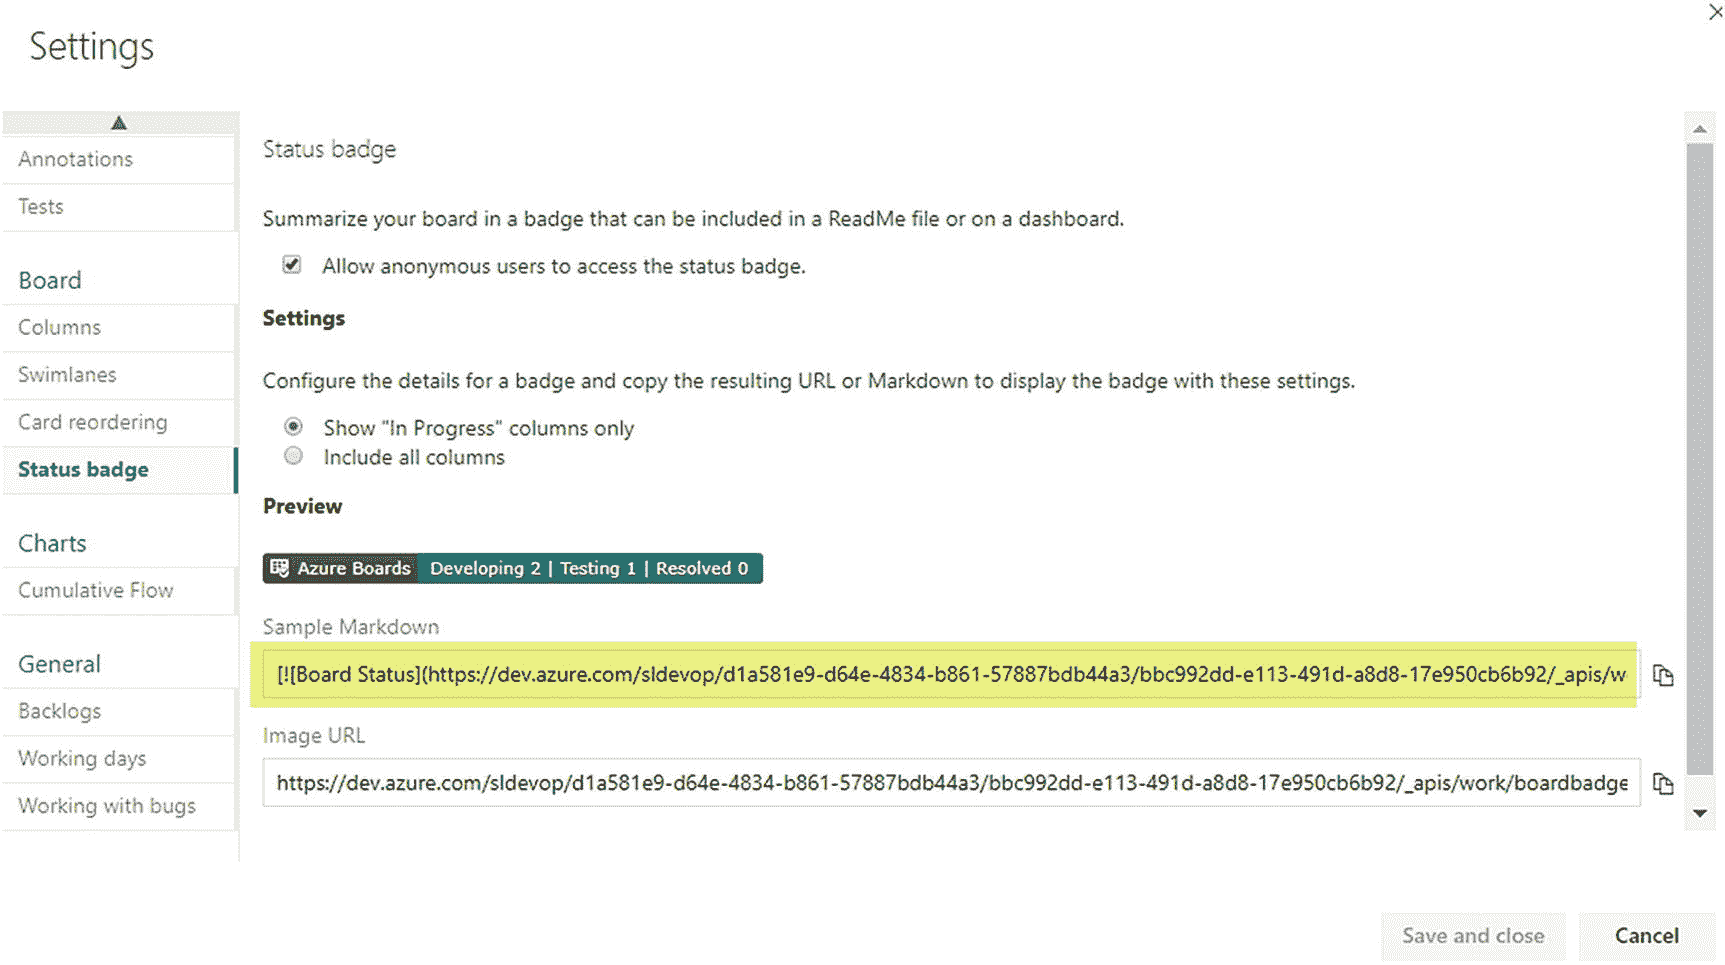 Settings
Annotations
Tests
Board
Columns
Swimlanes
Card reordering
Status badge
Charts
Cumulative Flow
General
Backlogs
Working days
Working with bugs
Status badge
Summarize your board in a badge that can be included in a ReadMe file or on a dashboard.
Allow anonymous users to access the status badge.
Settings
Configure the details for a badge and copy the resulting URL or Markdown to display the badge with these settings.
Show "In Progress" columns only
Include all columns
Preview
Azure Boards Developing 2 | Testing 1 | Resolved 0
Sample Markdown
[![Board Status](https://dev.azure.com/sldevop/d1a581e9-d64e-4834-b861-57887bdb44a3/bbc992dd-e113-491d-a8d8-17e950cb6b92/_apis/w
Image URL
https://dev.azure.com/sldevop/d1a581e9-d64e-4834-b861-57887bdb44a3/bbc992dd-e113-491d-a8d8-17e950cb6b92/_apis/work/boardbadge
Save and close
Cancel